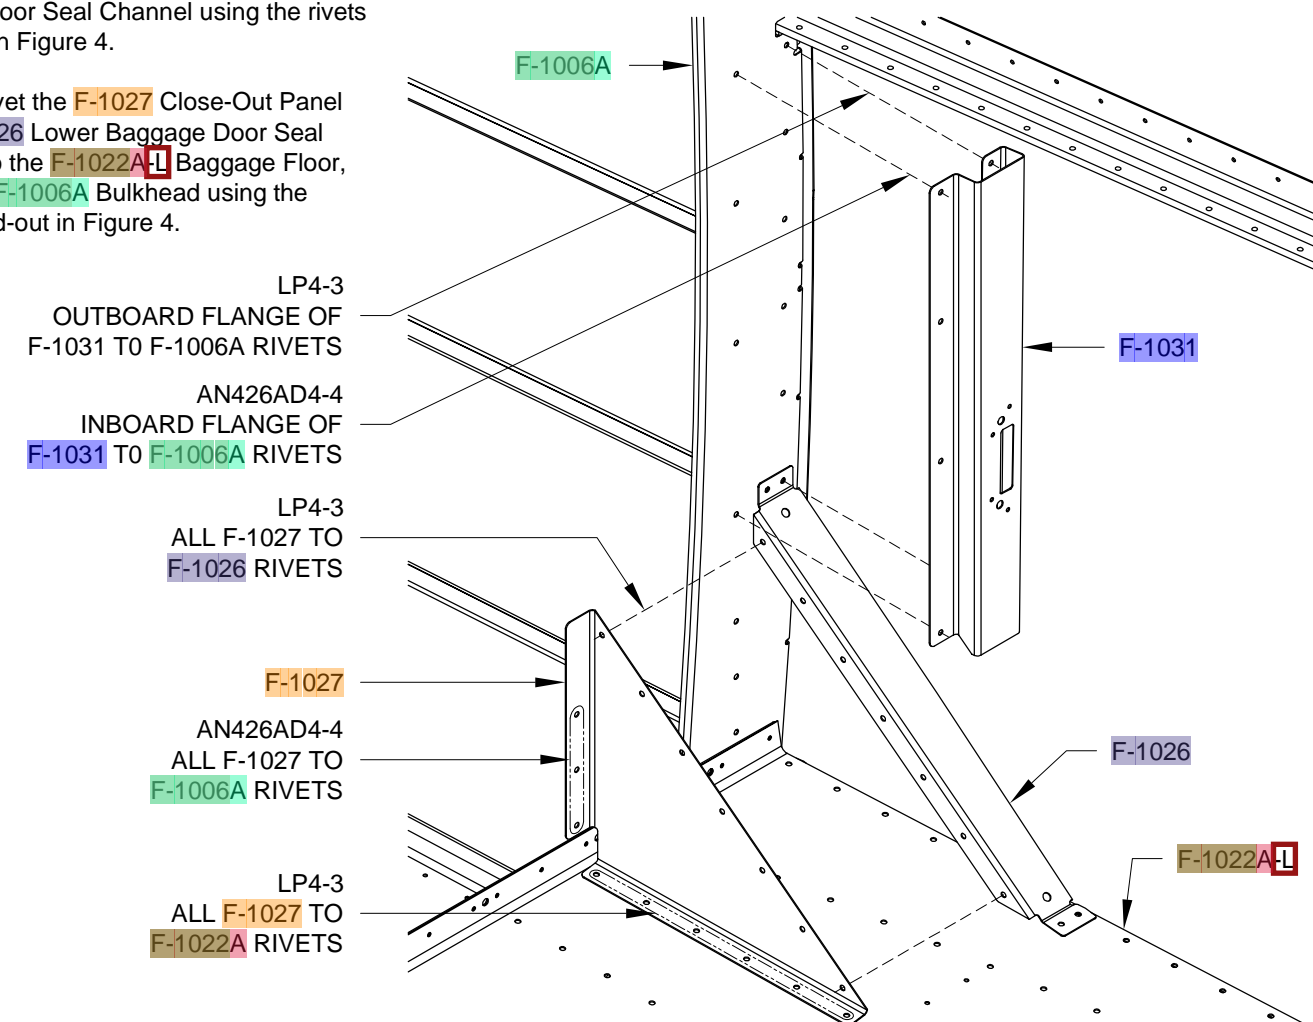 oor Seal Channel using the rivets
n Figure 4.
vet the F-1027 Close-Out Panel
26 Lower Baggage Door Seal
o the F-1022A-L Baggage Floor,
F-1006A Bulkhead using the
d-out in Figure 4.
F-1006A
LP4-3
OUTBOARD FLANGE OF
F-1031 T0 F-1006A RIVETS
F-1031
AN426AD4-4
INBOARD FLANGE OF
F-1031 T0 F-1006A RIVETS
LP4-3
ALL F-1027 TO
F-1026 RIVETS
F-1027
AN426AD4-4
ALL F-1027 TO
F-1006A RIVETS
F-1026
F-1022A-L
LP4-3
ALL F-1027 TO
F-1022A RIVETS